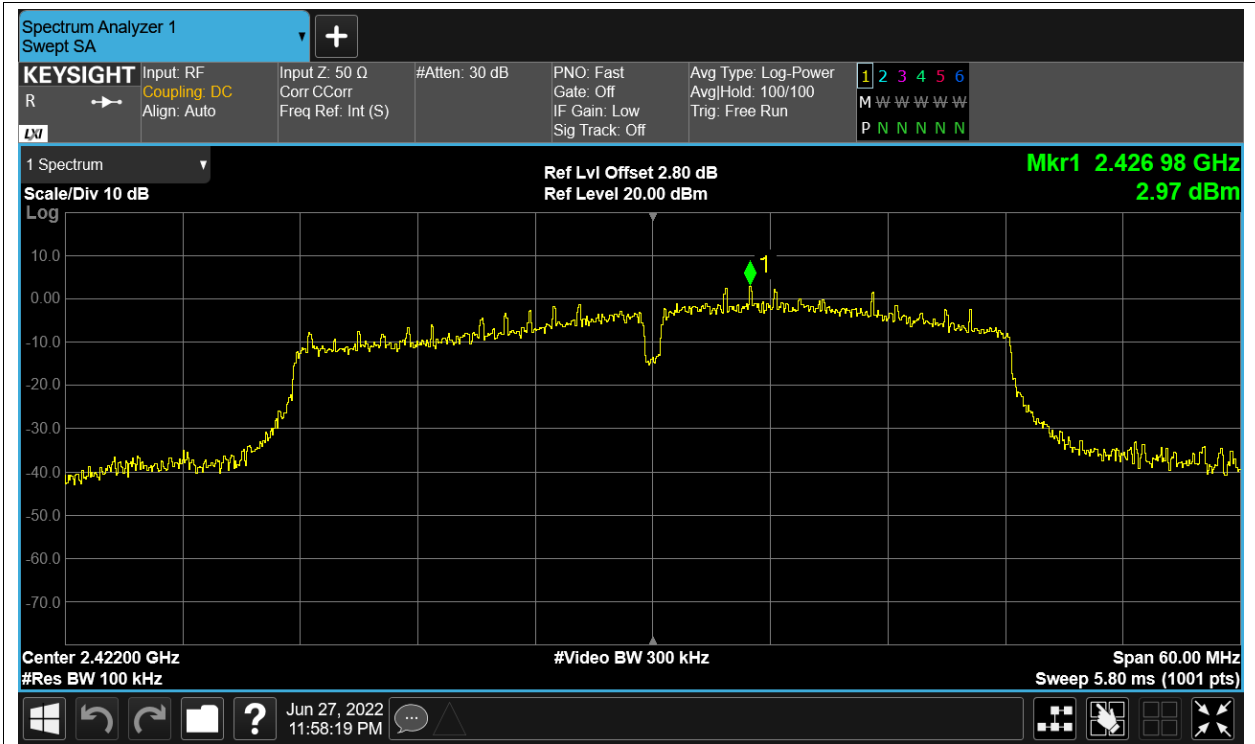 Spectrum Analyzer 1
Swept SA
KEYSIGHT
R
LXI
Input: RF
Coupling: DC
Align: Auto
Input Z: 50 Ω
Corr CCorr
Freq Ref: Int (S)
#Atten: 30 dB
PNO: Fast
Gate: Off
IF Gain: Low
Sig Track: Off
Avg Type: Log-Power
Avg|Hold: 100/100
Trig: Free Run
1 2 3 4 5 6
M W W W W W
P N N N N N
1 Spectrum
Scale/Div 10 dB
Ref Lvl Offset 2.80 dB
Ref Level 20.00 dBm
Mkr1 2.426 98 GHz
2.97 dBm
Log
10.0
0.00
-10.0
-20.0
-30.0
-40.0
-50.0
-60.0
-70.0
1
Center 2.42200 GHz
#Res BW 100 kHz
#Video BW 300 kHz
Span 60.00 MHz
Sweep 5.80 ms (1001 pts)
?
Jun 27, 2022
11:58:19 PM